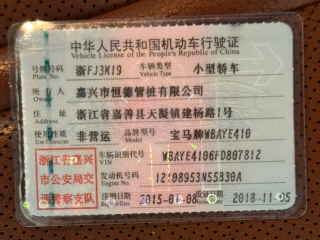 中华人民共和国机动车行驶证
Vehicle License of the People's Republic of China
号牌号码 浙FJ3M19 车辆类型 小型轿车
Plate No. Vehicle Type
所有人 嘉兴市恒德管桩有限公司
Owner
住址 浙江省嘉善县天凝镇建杨路1号
Address
使用性质 非营运 品牌型号 宝马牌WBAYE410
Use Character Model
浙江省嘉兴市公安局交通警察支队
车辆识别代号 WBAYE4106FD807812
VIN
发动机号码 12108953N55B30A
Engine No.
注册日期 2015-01-08 发证日期 2018-11-05
Register Date Issue Date